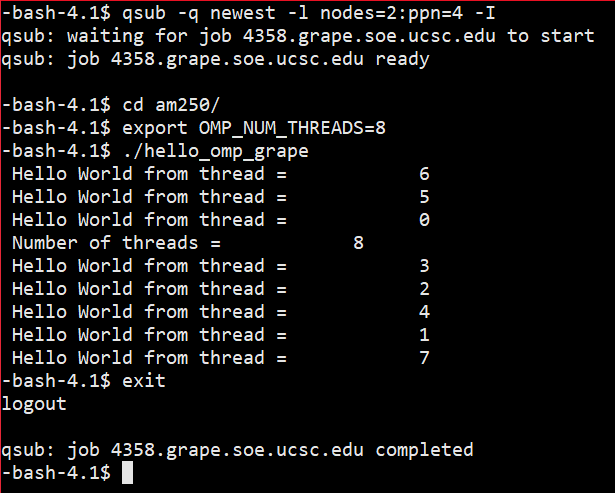 -bash-4.1$ qsub -q newest -l nodes=2:ppn=4 -I
qsub: waiting for job 4358.grape.soe.ucsc.edu to start
qsub: job 4358.grape.soe.ucsc.edu ready

-bash-4.1$ cd am250/
-bash-4.1$ export OMP_NUM_THREADS=8
-bash-4.1$ ./hello_omp_grape
 Hello World from thread =            6
 Hello World from thread =            5
 Hello World from thread =            0
 Number of threads =            8
 Hello World from thread =            3
 Hello World from thread =            2
 Hello World from thread =            4
 Hello World from thread =            1
 Hello World from thread =            7
-bash-4.1$ exit
logout

qsub: job 4358.grape.soe.ucsc.edu completed
-bash-4.1$